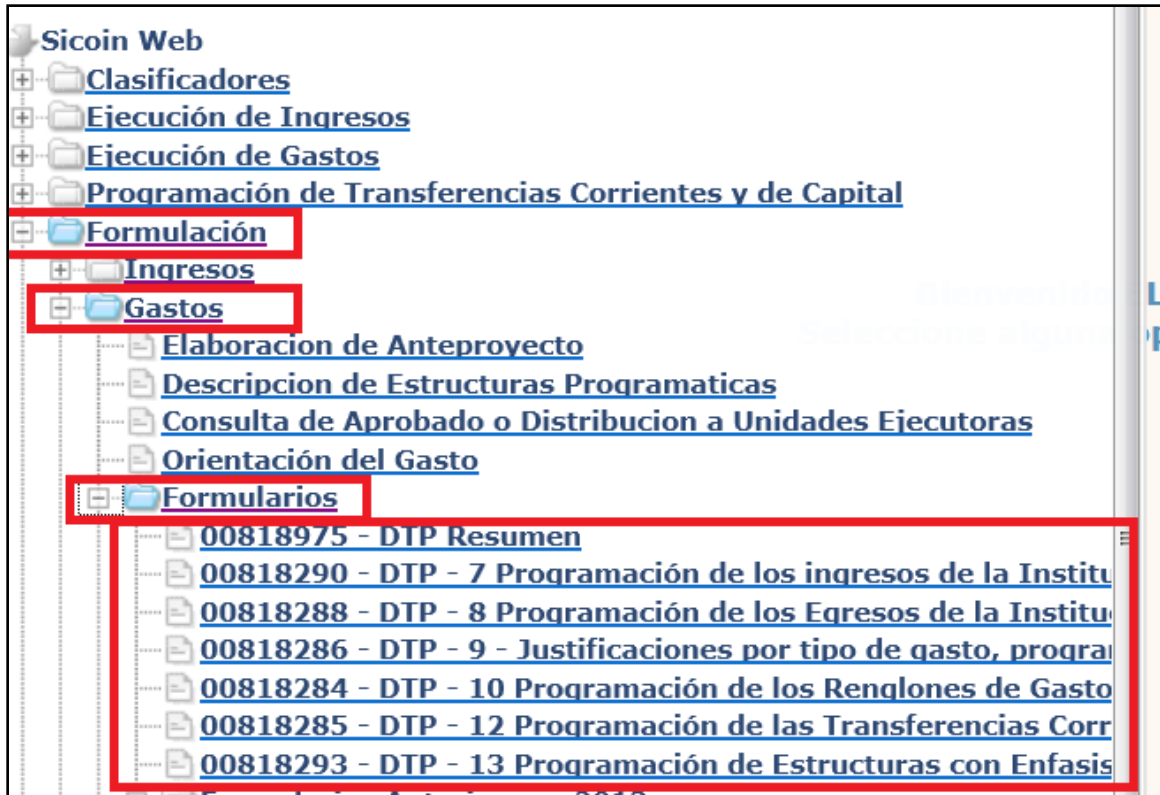 Sicoin Web
Clasificadores
Ejecución de Ingresos
Ejecución de Gastos
Programación de Transferencias Corrientes y de Capital
Formulación
Ingresos
Gastos
Bienvenido
Elaboracion de Anteproyecto
Seleccione alguna
Descripcion de Estructuras Programaticas
Consulta de Aprobado o Distribucion a Unidades Ejecutoras
Orientación del Gasto
Formularios
00818975 - DTP Resumen
00818290 - DTP - 7 Programación de los ingresos de la Institu
00818288 - DTP - 8 Programación de los Egresos de la Institu
00818286 - DTP - 9 - Justificaciones por tipo de gasto, progra
00818284 - DTP - 10 Programación de los Renglones de Gasto
00818285 - DTP - 12 Programación de las Transferencias Corr
00818293 - DTP - 13 Programación de Estructuras con Enfasis